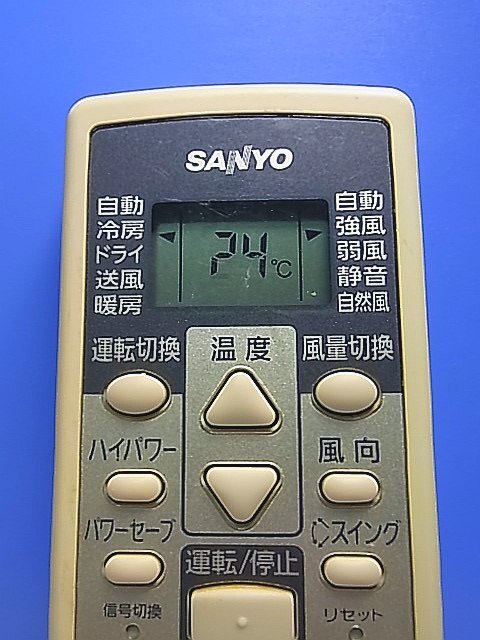 SANYO
自動
冷房
ドライ
送風
暖房
24℃
自動
強風
弱風
静音
自然風
運転切換
温度
風量切換
ハイパワー
風向
パワーセーブ
スイング
運転/停止
信号切換
リセット